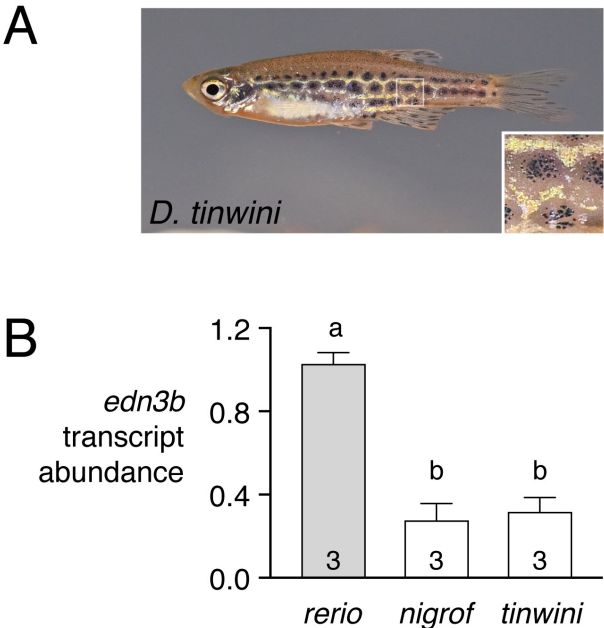 A
D. tinwini
B
edn3b
transcript
abundance
1.2
0.8
0.4
0.0
a
b
b
3
3
3
rerio
nigrof
tinwini